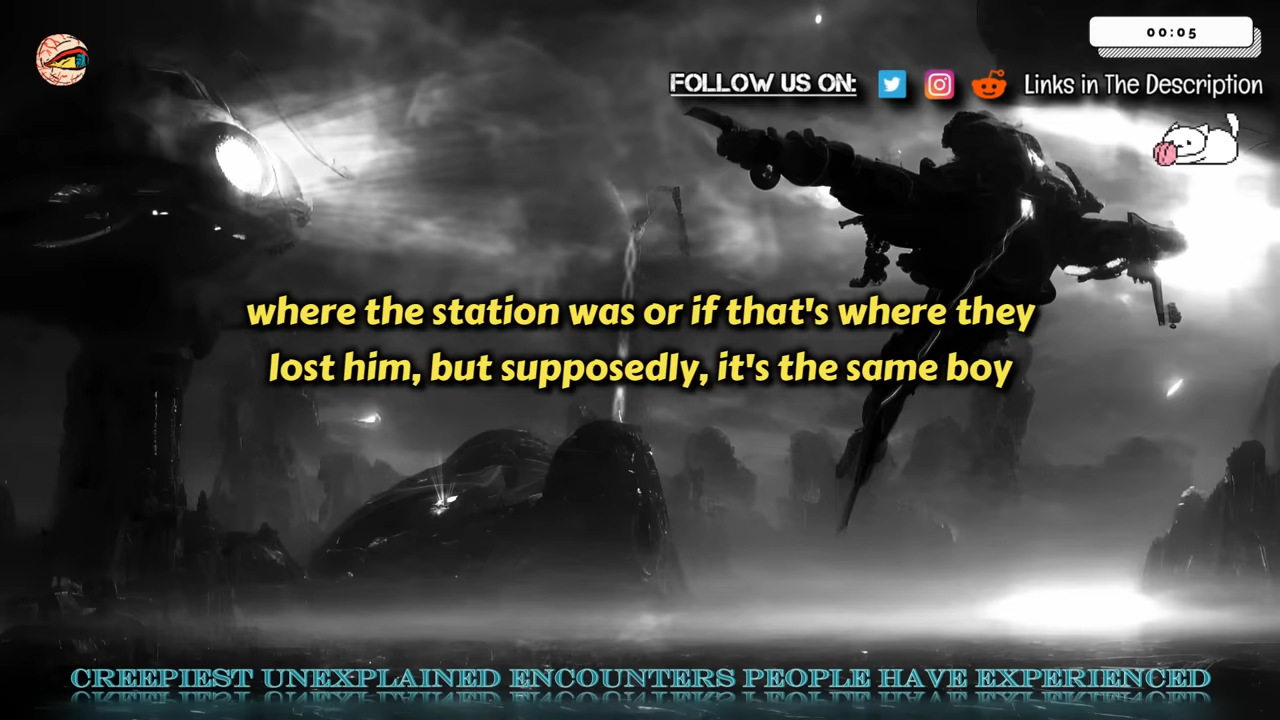 00:05
FOLLOW US ON: Links in The Description
where the station was or if that's where they
lost him, but supposedly, it's the same boy
CREEPIEST UNEXPLAINED ENCOUNTERS PEOPLE HAVE EXPERIENCED